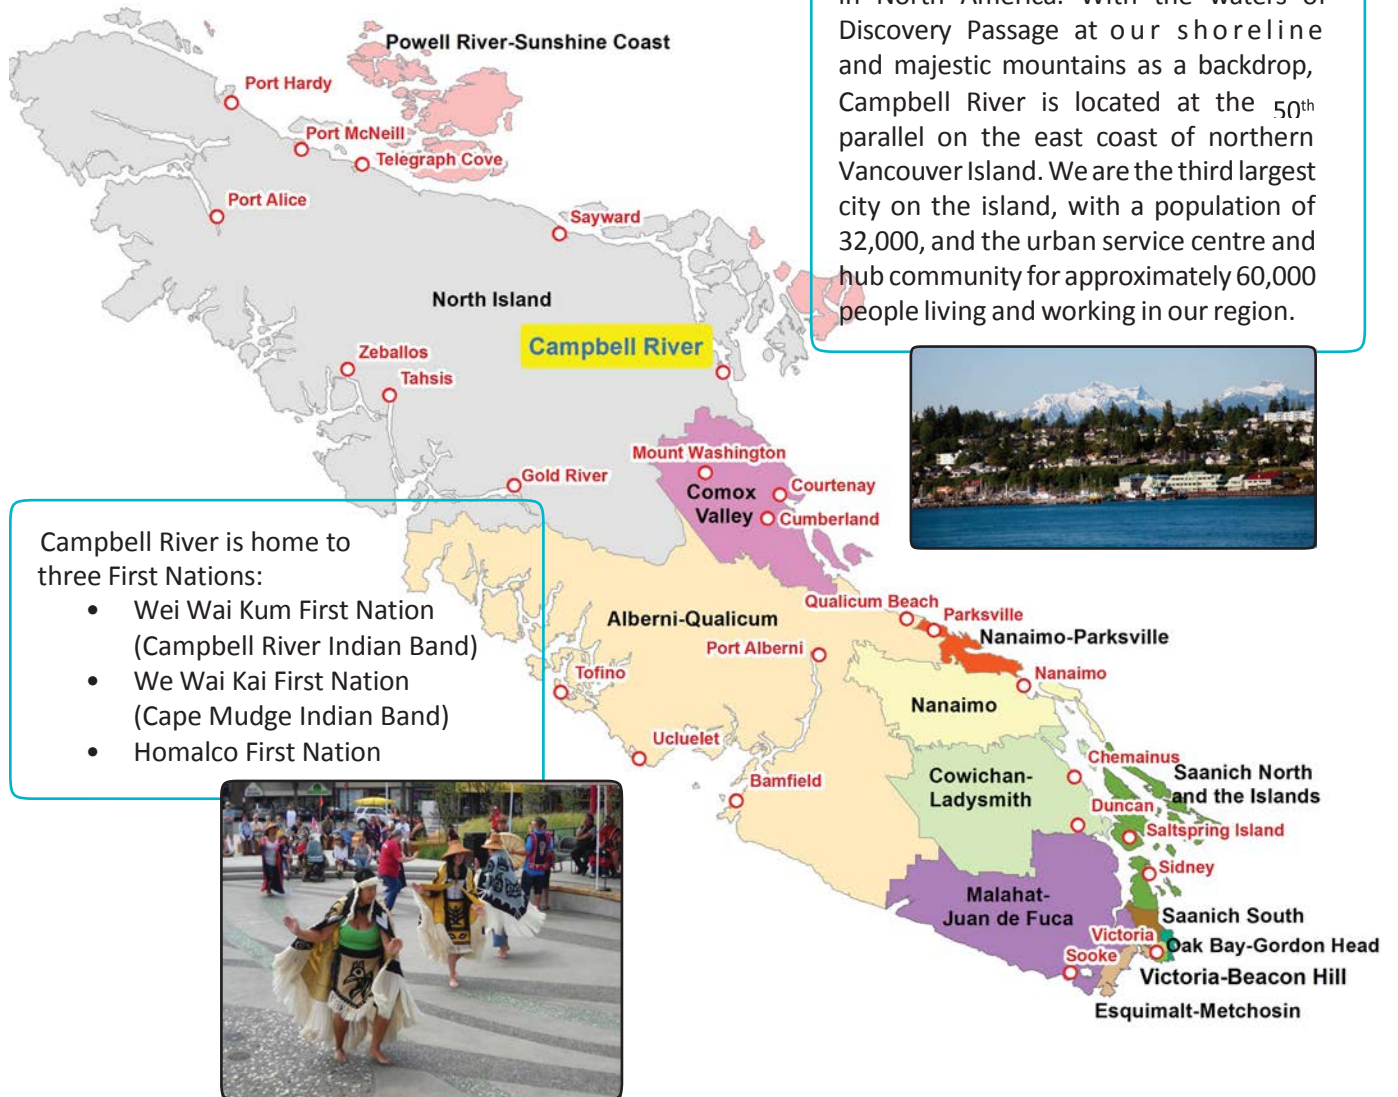 in North America. With the waters of
Discovery Passage at our shoreline
and majestic mountains as a backdrop,
Campbell River is located at the 50th
parallel on the east coast of northern
Vancouver Island. We are the third largest
city on the island, with a population of
32,000, and the urban service centre and
hub community for approximately 60,000
people living and working in our region.
Powell River-Sunshine Coast
Port Hardy
Port McNeill
Telegraph Cove
Port Alice
Sayward
North Island
Campbell River
Zeballos
Tahsis
Gold River
Mount Washington
Comox
Valley
Courtenay
Cumberland
Campbell River is home to
three First Nations:
• Wei Wai Kum First Nation
(Campbell River Indian Band)
• We Wai Kai First Nation
(Cape Mudge Indian Band)
• Homalco First Nation
Qualicum Beach
Parksville
Alberni-Qualicum
Nanaimo-Parksville
Port Alberni
Tofino
Nanaimo
Nanaimo
Ucluelet
Bamfield
Chemainus
Cowichan-
Ladysmith
Saanich North
and the Islands
Duncan
Saltspring Island
Sidney
Malahat-
Juan de Fuca
Saanich South
Victoria
Oak Bay-Gordon Head
Sooke
Victoria-Beacon Hill
Esquimalt-Metchosin